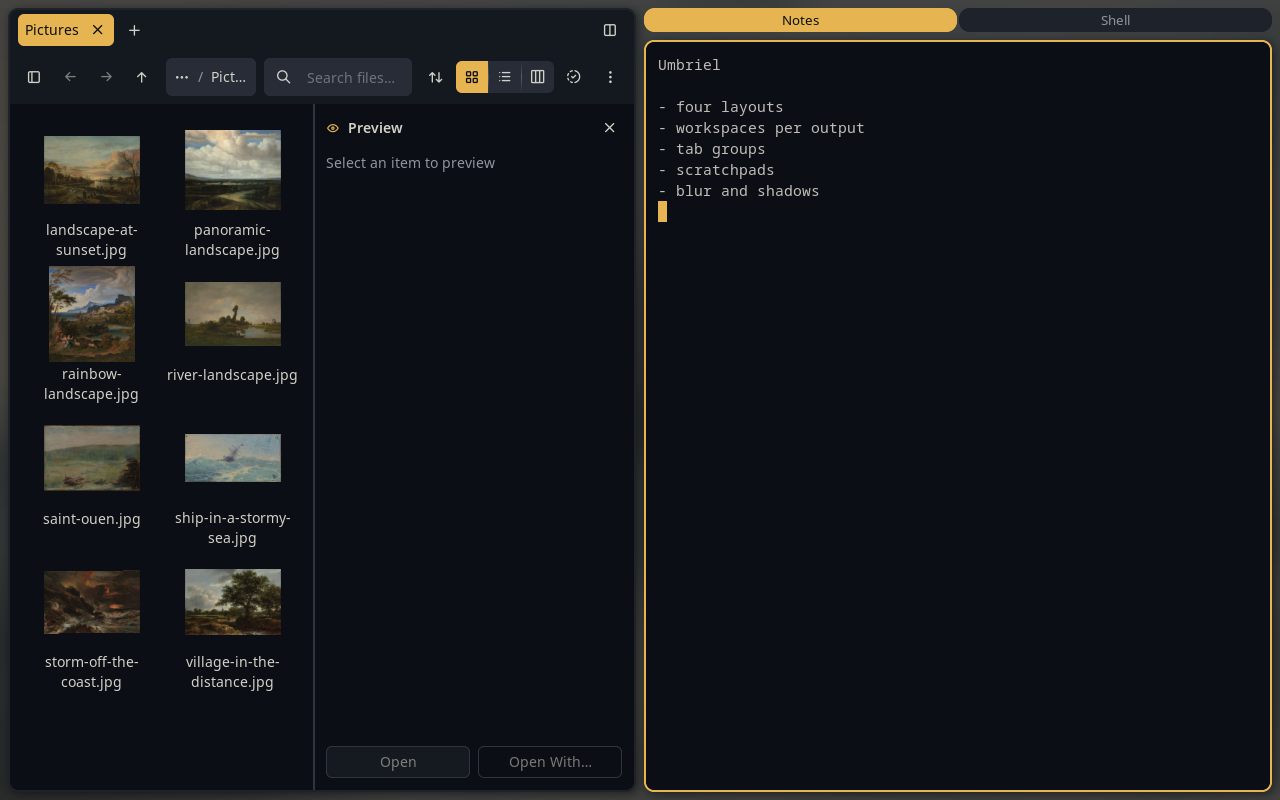 Pictures
… / Pict…
Search files…
landscape-at-
sunset.jpg
panoramic-
landscape.jpg
rainbow-
landscape.jpg
river-landscape.jpg
saint-ouen.jpg
ship-in-a-stormy-
sea.jpg
storm-off-the-
coast.jpg
village-in-the-
distance.jpg
Preview
Select an item to preview
Open
Open With…
Notes
Shell
Umbriel
- four layouts
- workspaces per output
- tab groups
- scratchpads
- blur and shadows